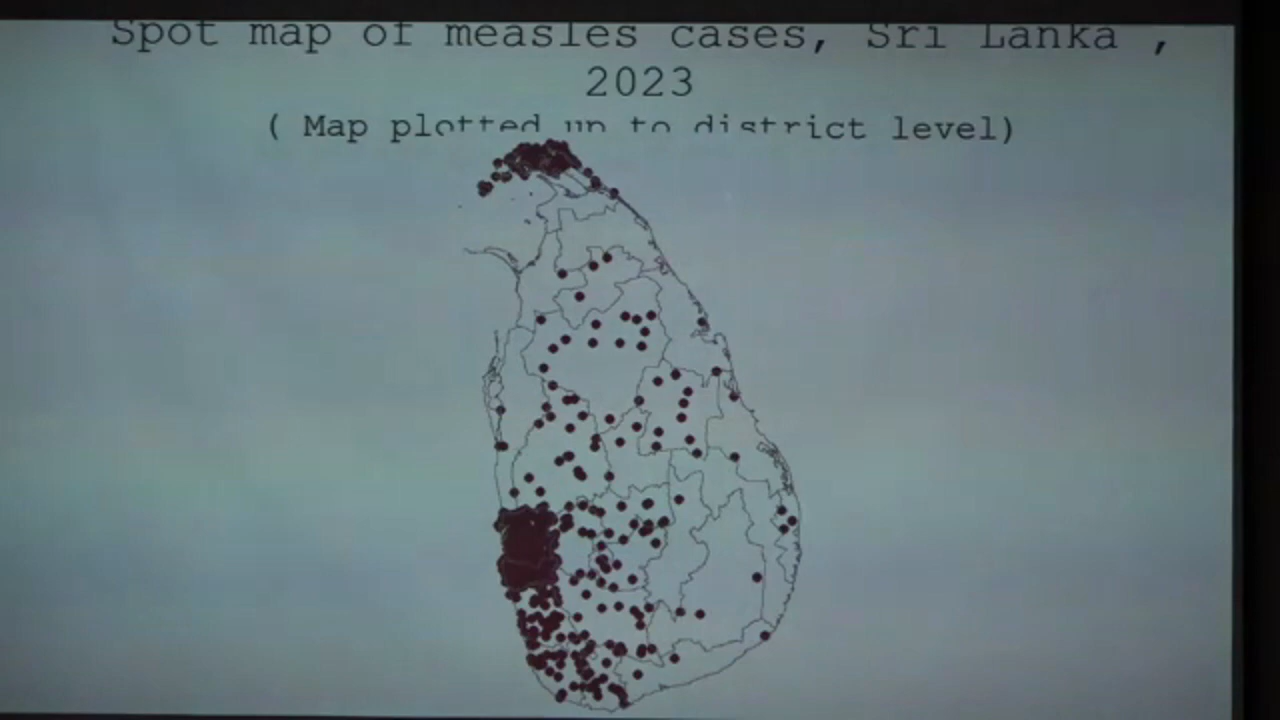 Spot map of measles cases, Sri Lanka ,
2023
( Map plotted up to district level)